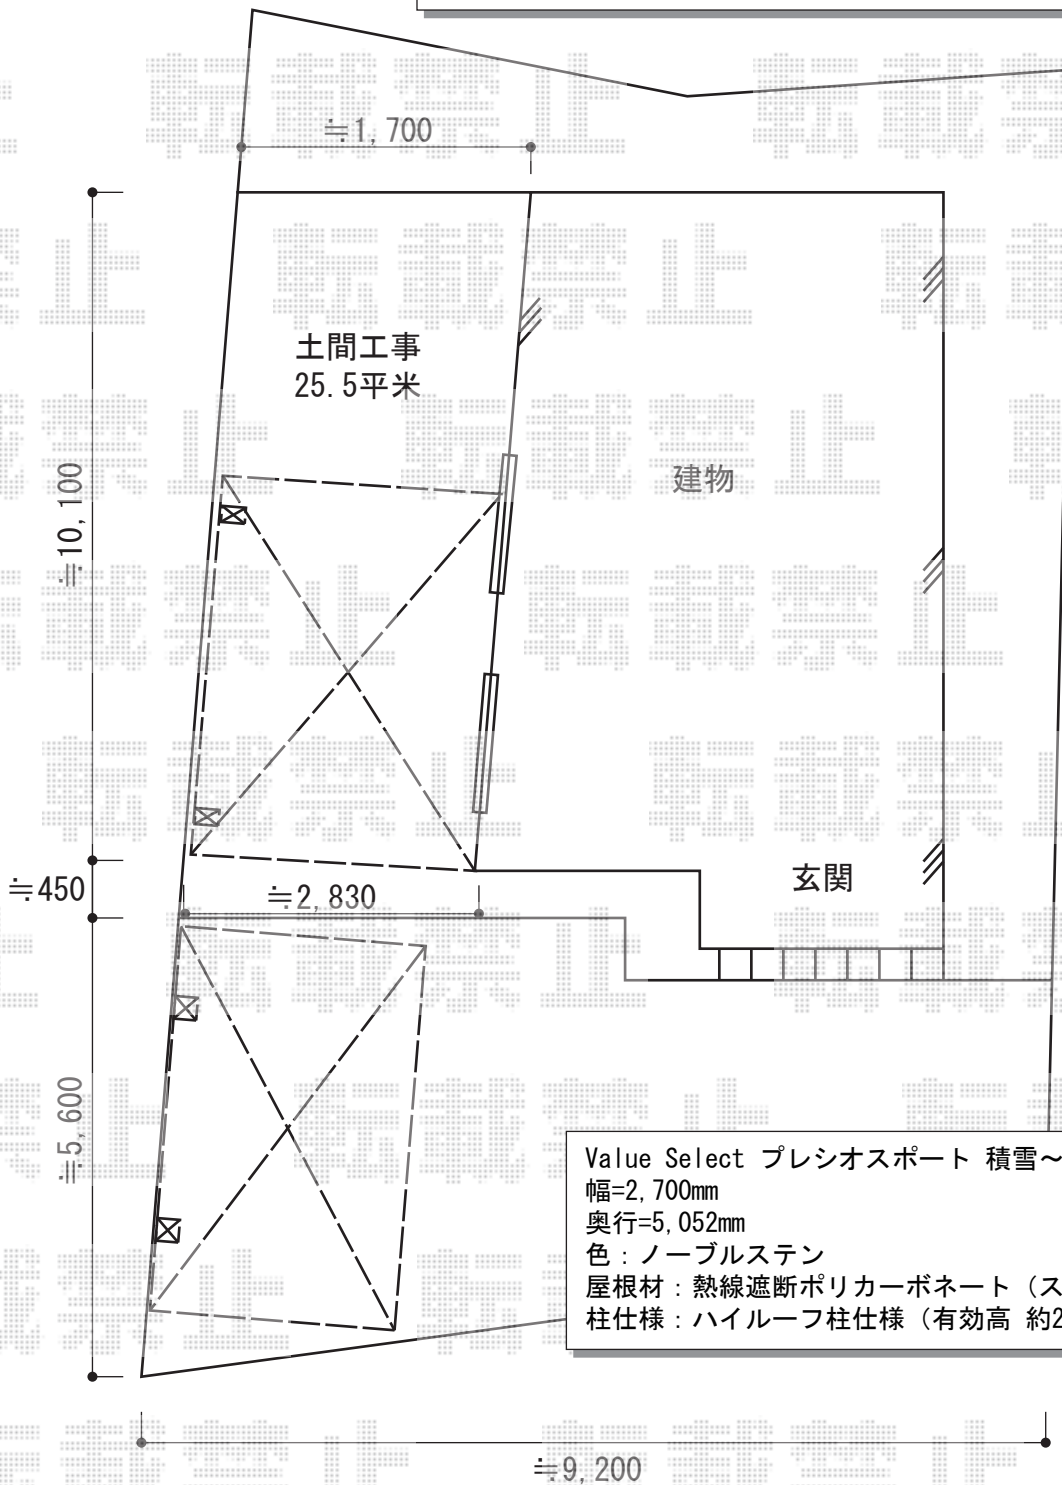 ≒1,700
土間工事
25.5平米
建物
≒10,100
玄関
≒450
≒2,830
≒5,600
Value Select プレシオスポート 積雪～
幅=2,700mm
奥行=5,052mm
色：ノーブルステン
屋根材：熱線遮断ポリカーボネート（ス
柱仕様：ハイルーフ柱仕様（有効高 約2
≒9,200
転載禁止